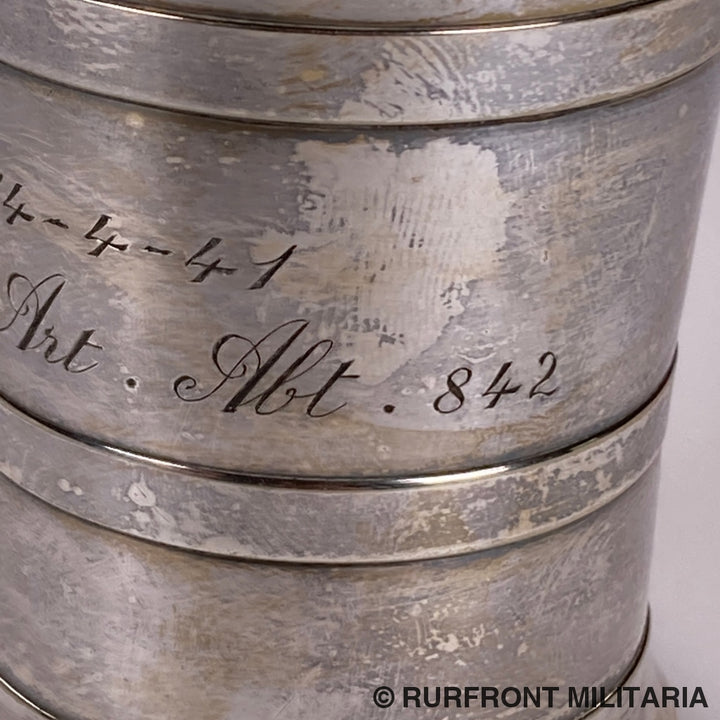 4-4-41
Art. Abt. 842
© RURFRONT MILITARIA